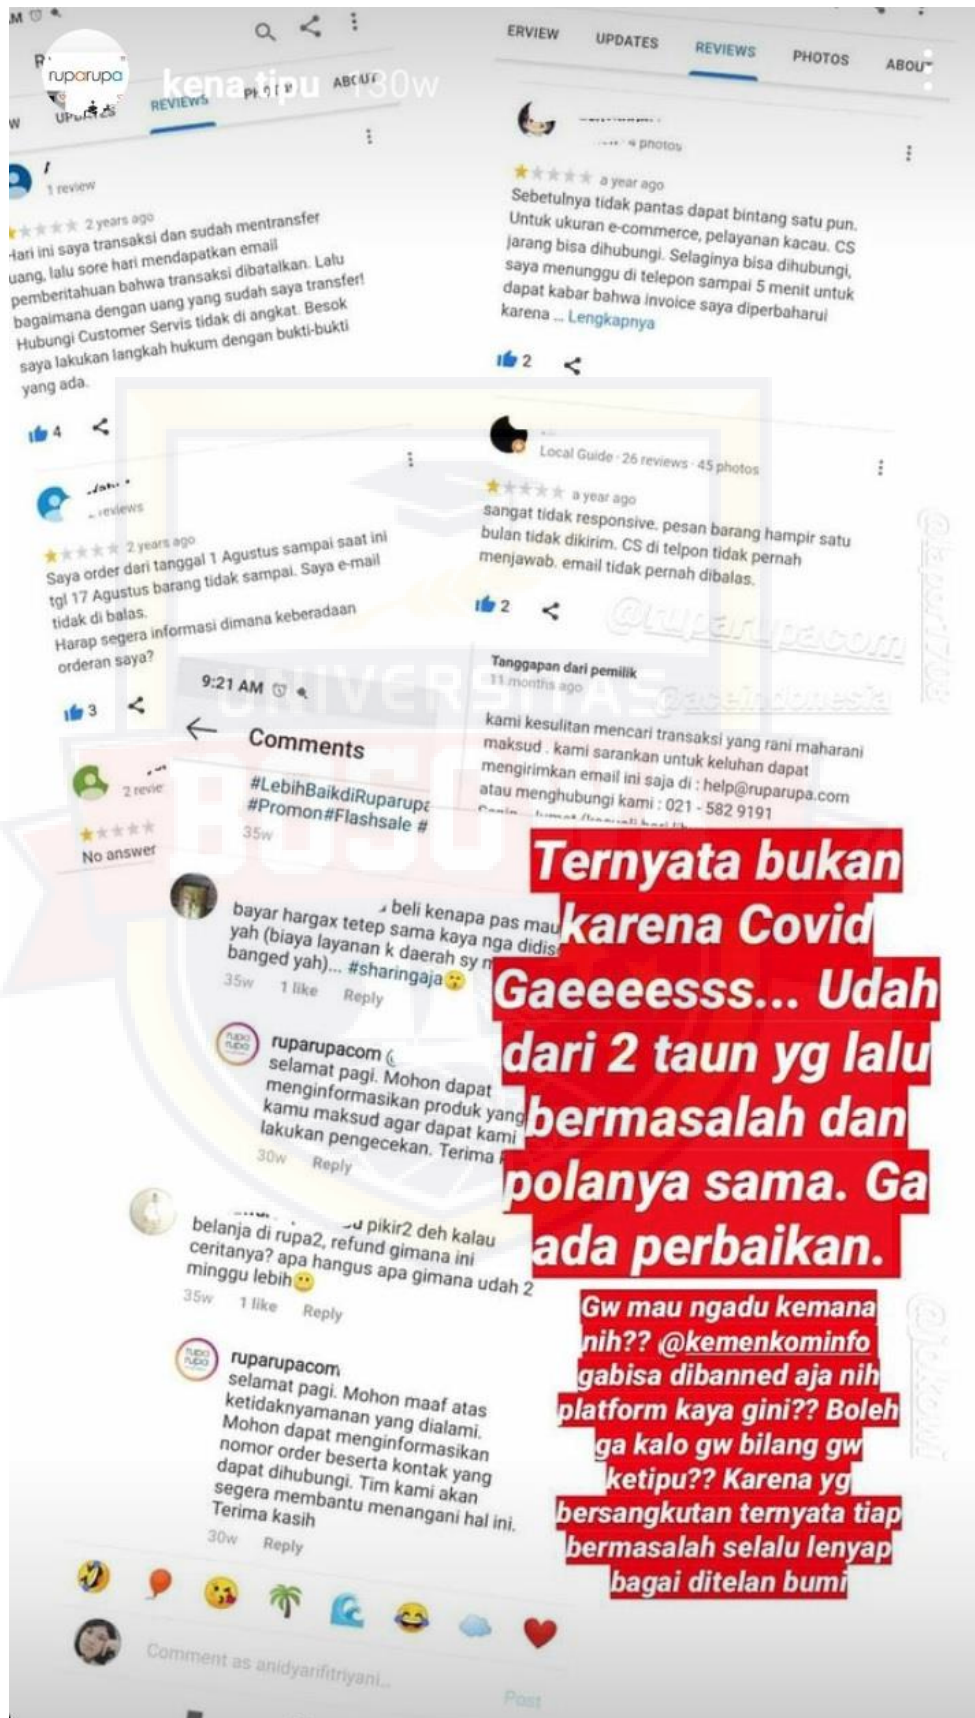 ruparupa
kena tipu 130w
UPDATES
REVIEWS
ABOUT
1 review
2 years ago
Hari ini saya transaksi dan sudah mentransfer
uang, lalu sore hari mendapatkan email
pemberitahuan bahwa transaksi dibatalkan. Lalu
bagaimana dengan uang yang sudah saya transfer!
Hubungi Customer Servis tidak di angkat. Besok
saya lakukan langkah hukum dengan bukti-bukti
yang ada.
4
reviews
2 years ago
Saya order dari tanggal 1 Agustus sampai saat ini
tgl 17 Agustus barang tidak sampai. Saya e-mail
tidak di balas.
Harap segera informasi dimana keberadaan
orderan saya?
3
2 revie
No answer
ERVIEW UPDATES REVIEWS PHOTOS ABOUT
4 photos
a year ago
Sebetulnya tidak pantas dapat bintang satu pun.
Untuk ukuran e-commerce, pelayanan kacau. CS
jarang bisa dihubungi. Selaginya bisa dihubungi,
saya menunggu di telepon sampai 5 menit untuk
dapat kabar bahwa invoice saya diperbaharui
karena ... Lengkapnya
2
Local Guide · 26 reviews · 45 photos
a year ago
sangat tidak responsive. pesan barang hampir satu
bulan tidak dikirim. CS di telpon tidak pernah
menjawab. email tidak pernah dibalas.
2
@ruparupacom
@aceindonesia
@lapor1708
Tanggapan dari pemilik
11 months ago
kami kesulitan mencari transaksi yang rani maharani
maksud . kami sarankan untuk keluhan dapat
mengirimkan email ini saja di : help@ruparupa.com
atau menghubungi kami : 021 - 582 9191
9:21 AM
Comments
#LebihBaikdiRuparupa
#Promon#Flashsale #
35w
beli kenapa pas mau
bayar hargax tetep sama kaya nga didis
yah (biaya layanan k daerah sy m
banged yah)... #sharingaja
35w 1 like Reply
ruparupacom
selamat pagi. Mohon dapat
menginformasikan produk yang
kamu maksud agar dapat kami
lakukan pengecekan. Terima k
30w Reply
pikir2 deh kalau
belanja di rupa2, refund gimana ini
ceritanya? apa hangus apa gimana udah 2
minggu lebih
35w 1 like Reply
ruparupacom
selamat pagi. Mohon maaf atas
ketidaknyamanan yang dialami.
Mohon dapat menginformasikan
nomor order beserta kontak yang
dapat dihubungi. Tim kami akan
segera membantu menangani hal ini.
Terima kasih
30w Reply
Comment as anidyarifitriyani...
Post
Ternyata bukan
karena Covid
Gaeeeesss... Udah
dari 2 taun yg lalu
bermasalah dan
polanya sama. Ga
ada perbaikan.
Gw mau ngadu kemana
nih?? @kemenkominfo
gabisa dibanned aja nih
platform kaya gini?? Boleh
ga kalo gw bilang gw
ketipu?? Karena yg
bersangkutan ternyata tiap
bermasalah selalu lenyap
bagai ditelan bumi
@jokowi
UNIVERSITAS
BOSOWA